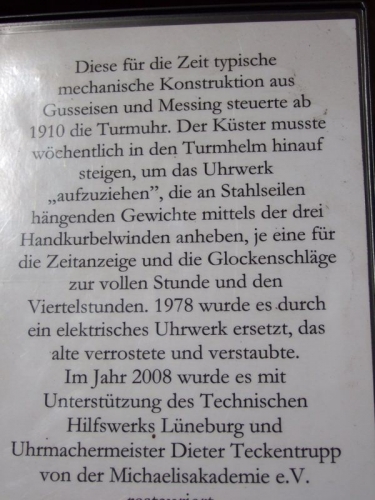 Diese für die Zeit typische
mechanische Konstruktion aus
Gusseisen und Messing steuerte ab
1910 die Turmuhr. Der Küster musste
wöchentlich in den Turmhelm hinauf
steigen, um das Uhrwerk
„aufzuziehen”, die an Stahlseilen
hängenden Gewichte mittels der drei
Handkurbelwinden anheben, je eine für
die Zeitanzeige und die Glockenschläge
zur vollen Stunde und den
Viertelstunden. 1978 wurde es durch
ein elektrisches Uhrwerk ersetzt, das
alte verrostete und verstaubte.
Im Jahr 2008 wurde es mit
Unterstützung des Technischen
Hilfswerks Lüneburg und
Uhrmachermeister Dieter Teckentrupp
von der Michaelisakademie e.V.